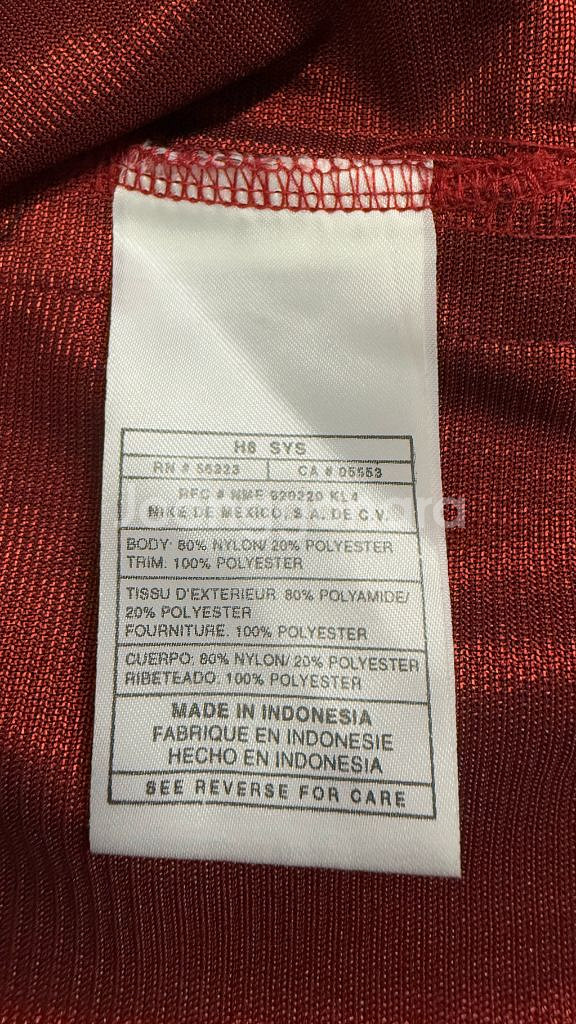 H6 SYS
RN # 56323 CA # 05553
RFC # NME 920220 KL4
NIKE DE MEXICO, S.A. DE C.V.
BODY: 80% NYLON/ 20% POLYESTER
TRIM: 100% POLYESTER
TISSU D'EXTERIEUR: 80% POLYAMIDE/
20% POLYESTER
FOURNITURE: 100% POLYESTER
CUERPO: 80% NYLON/ 20% POLYESTER
RIBETEADO: 100% POLYESTER
MADE IN INDONESIA
FABRIQUE EN INDONESIE
HECHO EN INDONESIA
SEE REVERSE FOR CARE